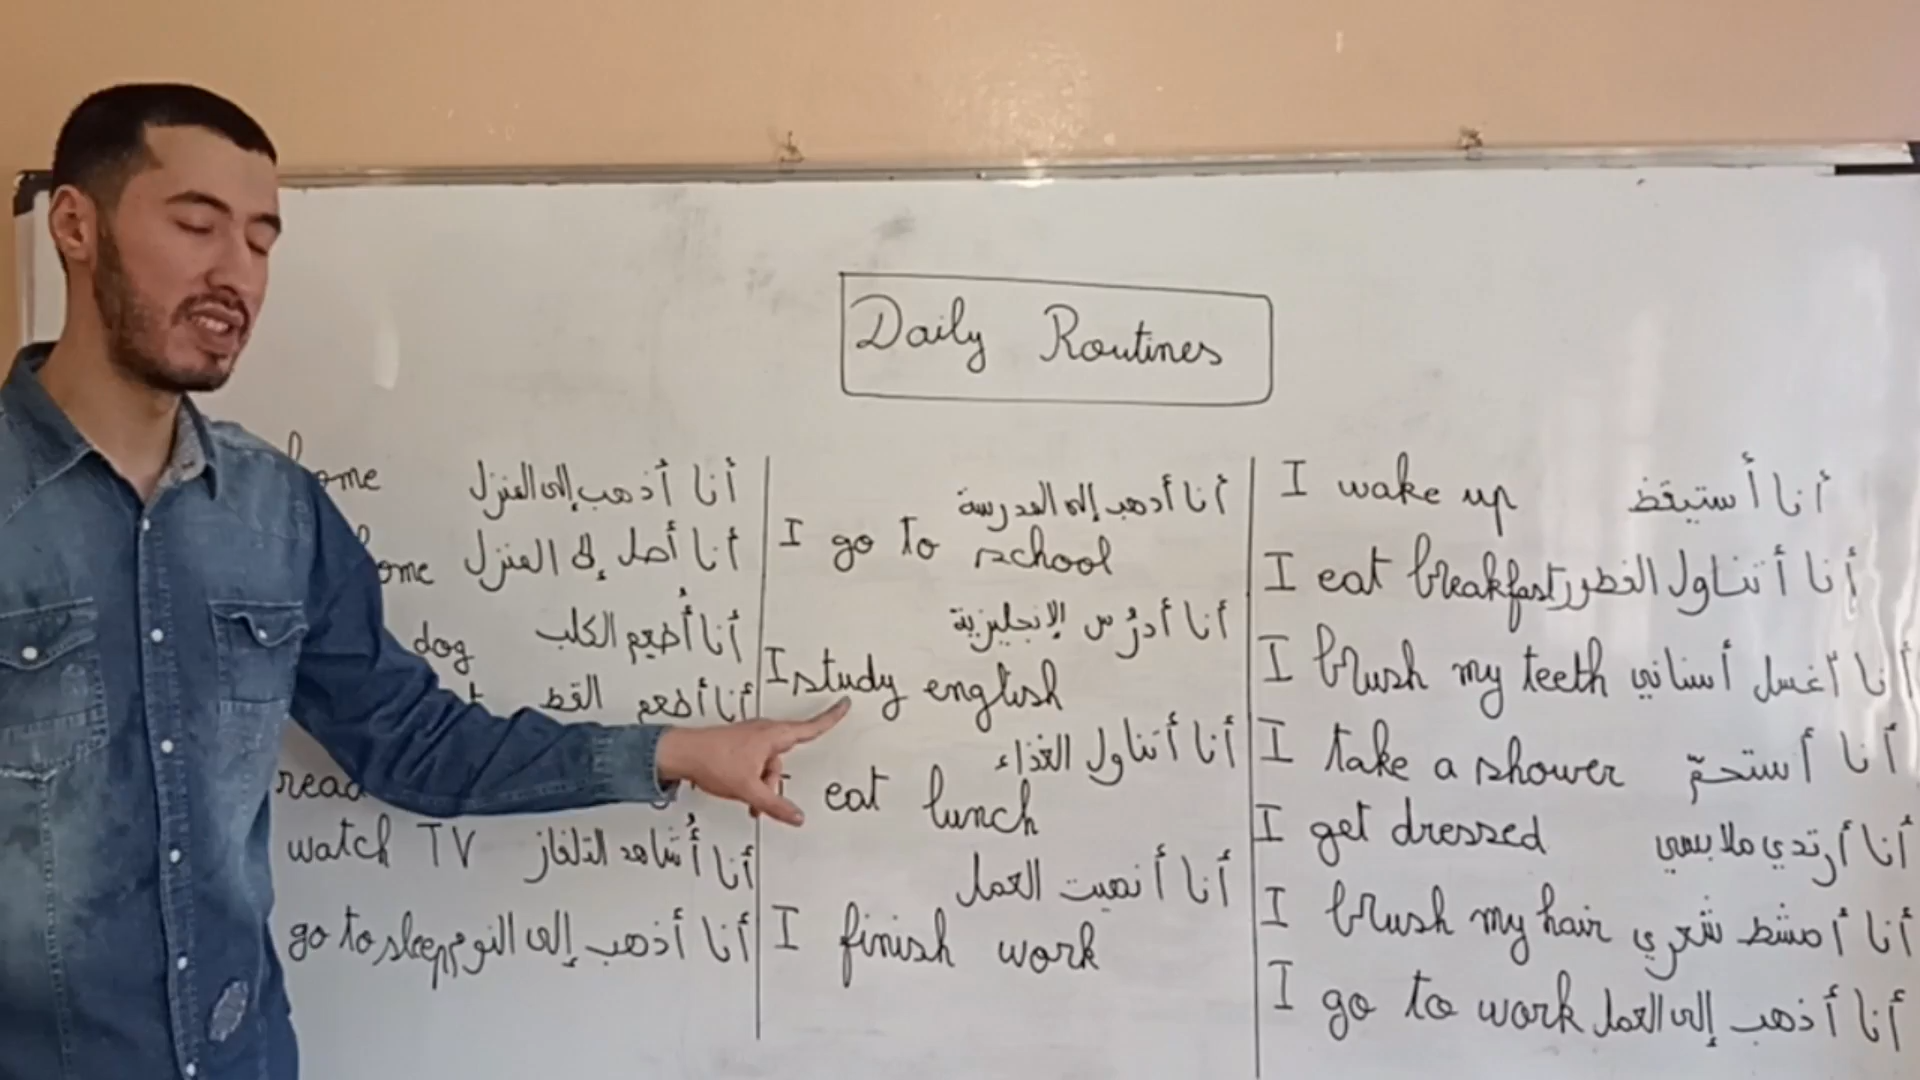 Daily Routines
ome أنا أذهب إلى المنزل
ome أنا أصل إلى المنزل
dog أنا أُطعم الكلب
أنا أطعم القط
read
watch TV أنا أُشاهد التلفاز
go to sleep أنا أذهب إلى النوم
أنا أذهب إلى المدرسة
I go to school
أنا أدرُس الإنجليزية
I study english
أنا أتناول الغذاء
I eat lunch
أنا أنهيت العمل
I finish work
I wake up أنا أستيقظ
I eat breakfast أنا أتناول الفطور
I brush my teeth أنا أغسل أسناني
I take a shower أنا أستحمّ
I get dressed أنا أرتدي ملابسي
I brush my hair أنا أمشط شعري
I go to work أنا أذهب إلى العمل